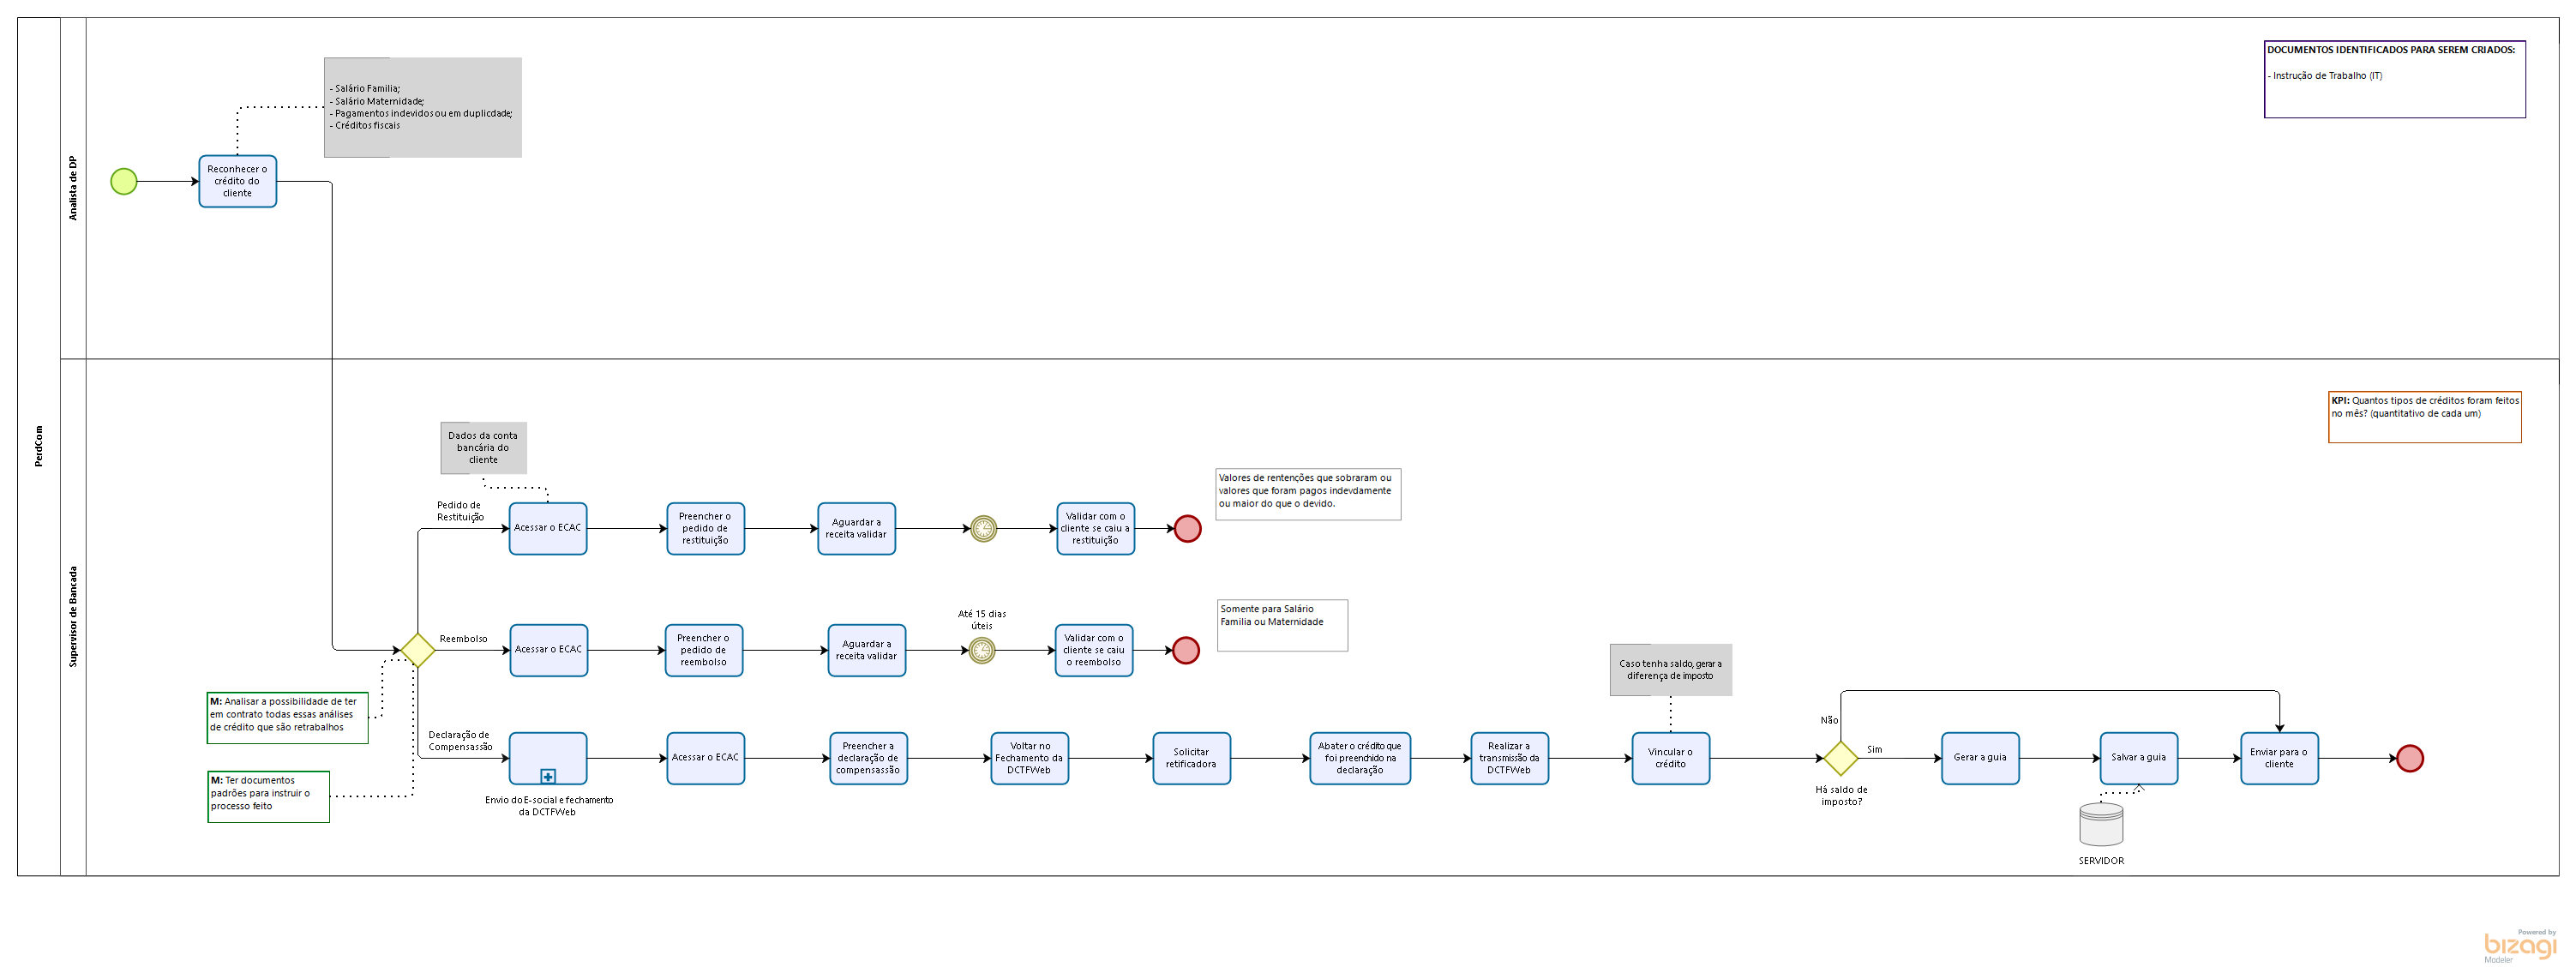 PerdCom
Analista de DP
DOCUMENTOS IDENTIFICADOS PARA SEREM CRIADOS:
- Instrução de Trabalho (IT)
- Salário Familia;
- Salário Maternidade;
- Pagamentos indevidos ou em duplicdade;
- Créditos fiscais
Reconhecer o
crédito do
cliente
Supervisor de Bancada
KPI: Quantos tipos de créditos foram feitos
no mês? (quantitativo de cada um)
Dados da conta
bancária do
cliente
Pedido de
Restituição
Acessar o ECAC
Preencher o
pedido de
restituição
Aguardar a
receita validar
Validar com o
cliente se caiu a
restituição
Valores de rentenções que sobraram ou
valores que foram pagos indevdamente
ou maior do que o devido.
Reembolso
Acessar o ECAC
Preencher o
pedido de
reembolso
Aguardar a
receita validar
Até 15 dias
úteis
Validar com o
cliente se caiu
o reembolso
Somente para Salário
Familia ou Maternidade
M: Analisar a possibilidade de ter
em contrato todas essas análises
de crédito que são retrabalhos
M: Ter documentos
padrões para instruir o
processo feito
Declaração de
Compensassão
Envio do E-social e fechamento
da DCTFWeb
Acessar o ECAC
Preencher a
declaração de
compensassão
Voltar no
Fechamento da
DCTFWeb
Solicitar
retificadora
Abater o crédito que
foi preenchido na
declaração
Realizar a
transmissão da
DCTFWeb
Caso tenha saldo, gerar a
diferença de imposto
Vincular o
crédito
Há saldo de
imposto?
Não
Sim
Gerar a guia
Salvar a guia
SERVIDOR
Enviar para o
cliente
Powered by
bizagi
Modeler